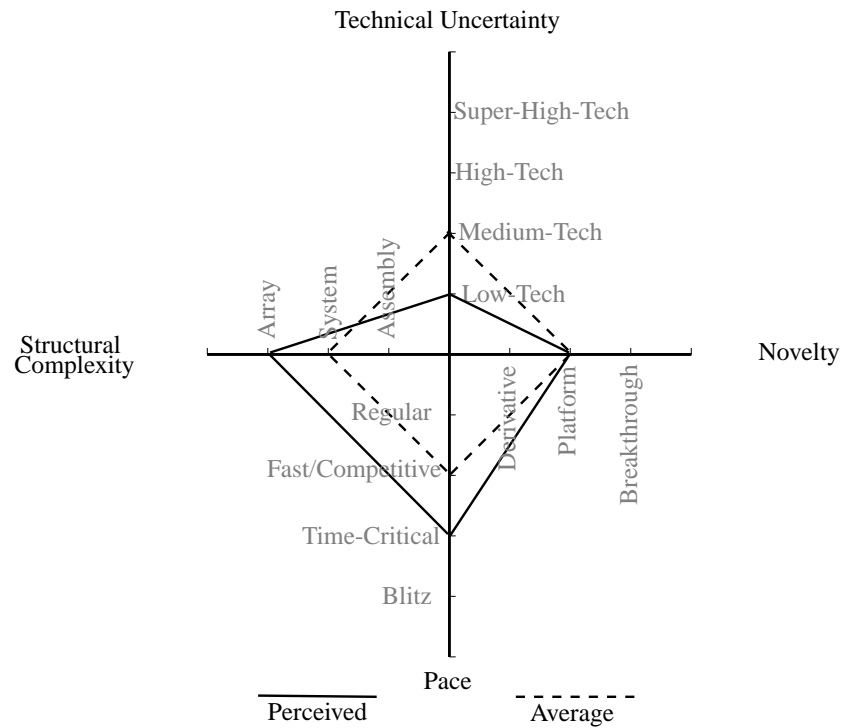 Technical Uncertainty
Super-High-Tech
High-Tech
Medium-Tech
Low-Tech
Array
System
Assembly
Structural
Complexity
Novelty
Derivative
Platform
Breakthrough
Regular
Fast/Competitive
Time-Critical
Blitz
Pace
Perceived
Average